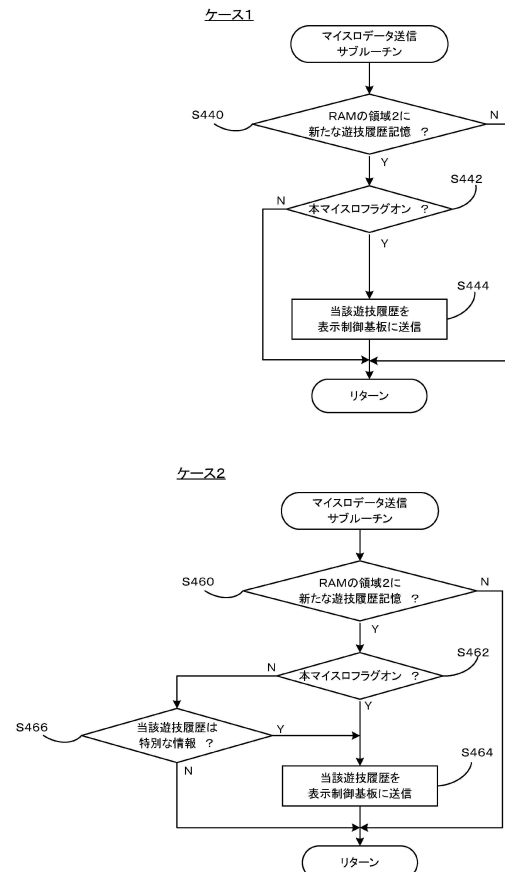 ケース1
マイスロデータ送信
サブルーチン
S440
RAMの領域2に
新たな遊技履歴記憶 ?
N
Y
S442
N
本マイスロフラグオン ?
Y
S444
当該遊技履歴を
表示制御基板に送信
リターン
ケース2
マイスロデータ送信
サブルーチン
S460
RAMの領域2に
新たな遊技履歴記憶 ?
N
Y
S462
N
本マイスロフラグオン ?
Y
S466
当該遊技履歴は
特別な情報 ?
Y
N
S464
当該遊技履歴を
表示制御基板に送信
リターン